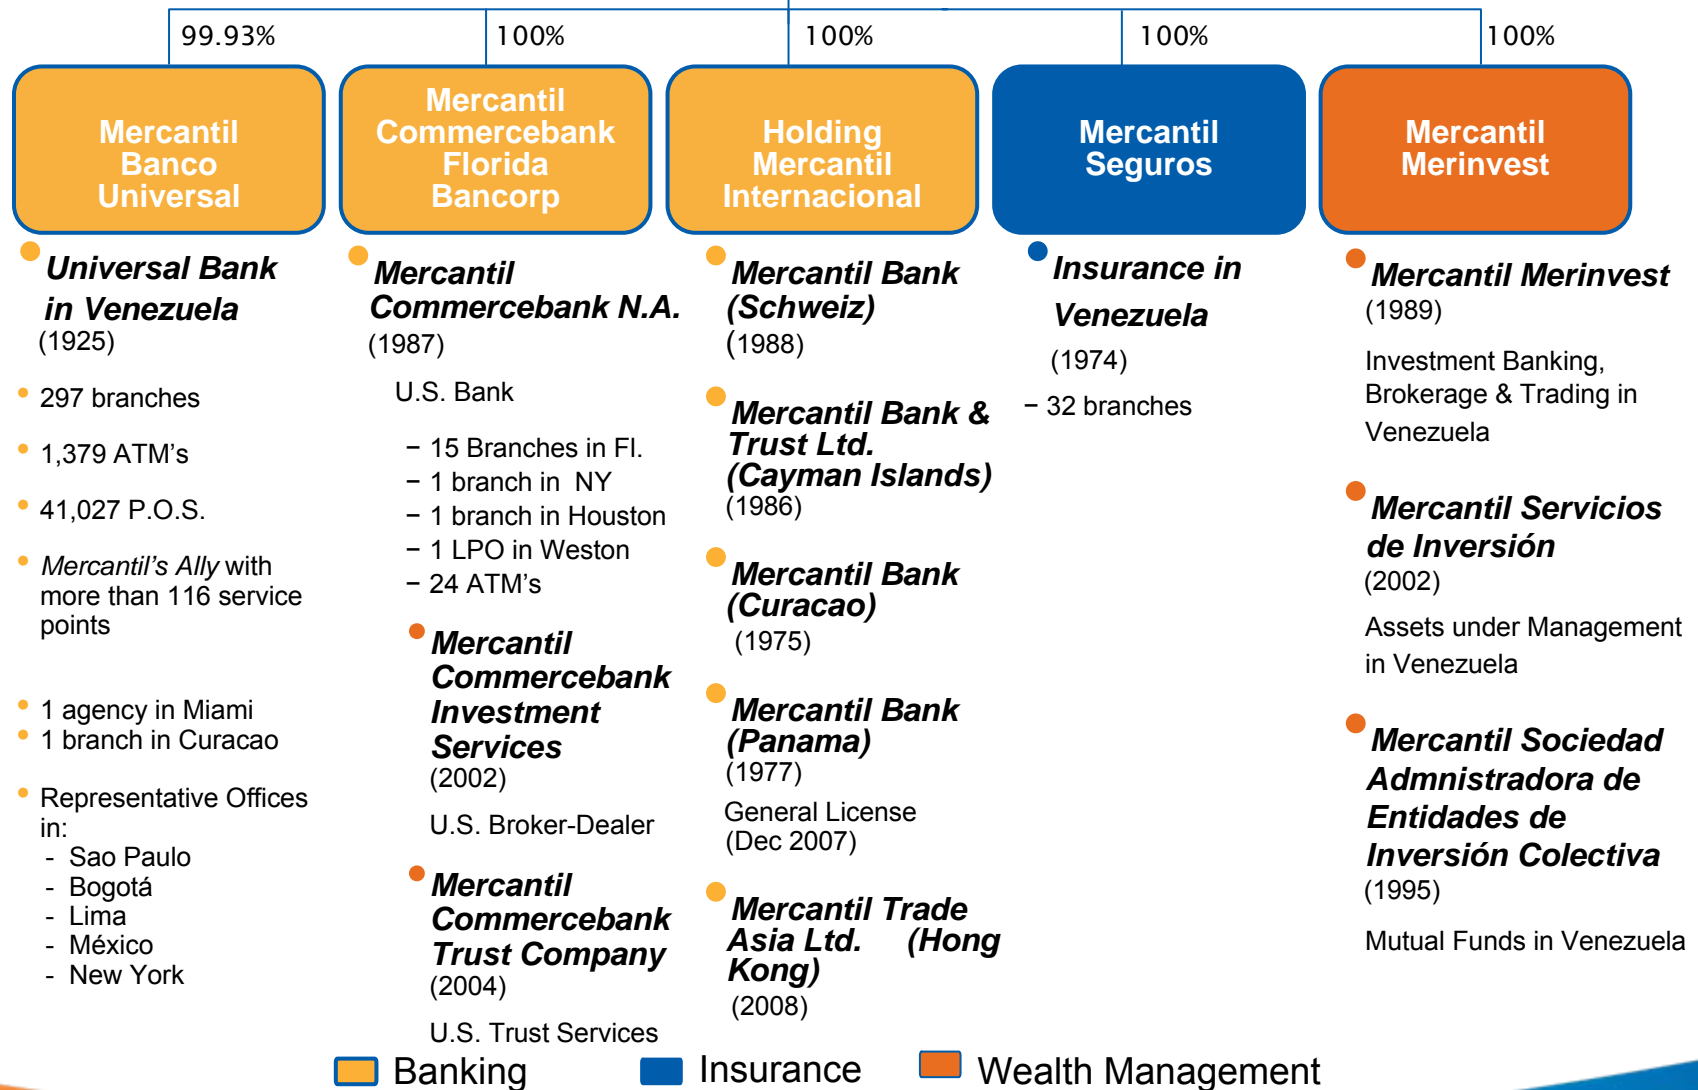 99.93%
100%
100%
100%
100%
Mercantil
Banco
Universal
Mercantil
Commercebank
Florida
Bancorp
Holding
Mercantil
Internacional
Mercantil
Seguros
Mercantil
Merinvest
Universal Bank
in Venezuela
(1925)
297 branches
1,379 ATM's
41,027 P.O.S.
Mercantil's Ally with
more than 116 service
points
1 agency in Miami
1 branch in Curacao
Representative Offices
in:
- Sao Paulo
- Bogotá
- Lima
- México
- New York
Mercantil
Commercebank N.A.
(1987)
U.S. Bank
− 15 Branches in Fl.
− 1 branch in NY
− 1 branch in Houston
− 1 LPO in Weston
− 24 ATM's
Mercantil
Commercebank
Investment
Services
(2002)
U.S. Broker-Dealer
Mercantil
Commercebank
Trust Company
(2004)
U.S. Trust Services
Mercantil Bank
(Schweiz)
(1988)
Mercantil Bank &
Trust Ltd.
(Cayman Islands)
(1986)
Mercantil Bank
(Curacao)
(1975)
Mercantil Bank
(Panama)
(1977)
General License
(Dec 2007)
Mercantil Trade
Asia Ltd. (Hong
Kong)
(2008)
Insurance in
Venezuela
(1974)
− 32 branches
Mercantil Merinvest
(1989)
Investment Banking,
Brokerage & Trading in
Venezuela
Mercantil Servicios
de Inversión
(2002)
Assets under Management
in Venezuela
Mercantil Sociedad
Admnistradora de
Entidades de
Inversión Colectiva
(1995)
Mutual Funds in Venezuela
Banking
Insurance
Wealth Management